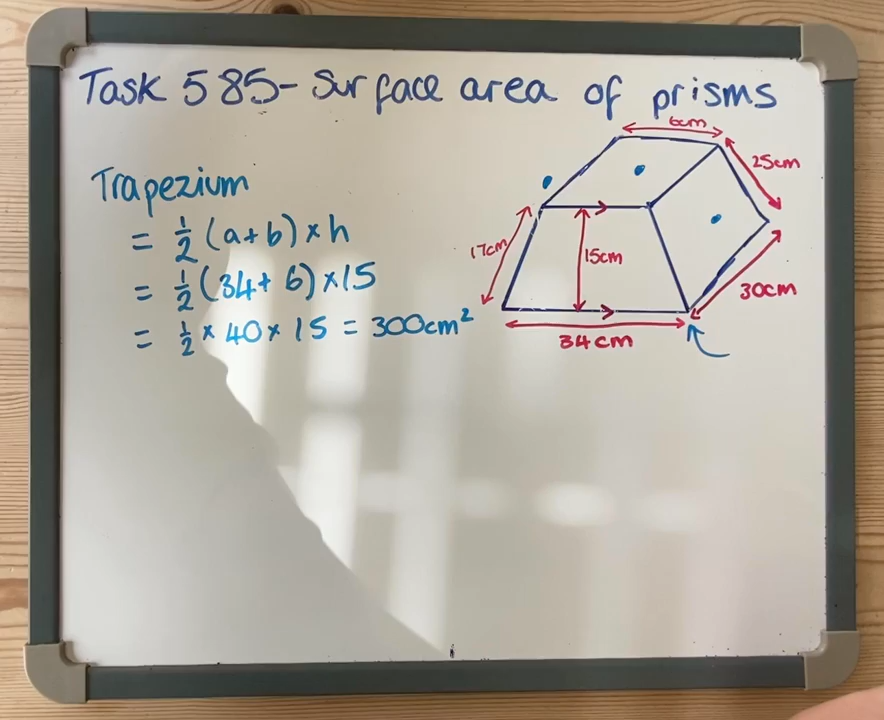 Task 585- Surface area of prisms
6cm
25cm
Trapezium
= 1/2 (a+b) × h
17cm
15cm
= 1/2 (34+ 6) × 15
30cm
= 1/2 × 40 × 15 = 300cm²
34cm